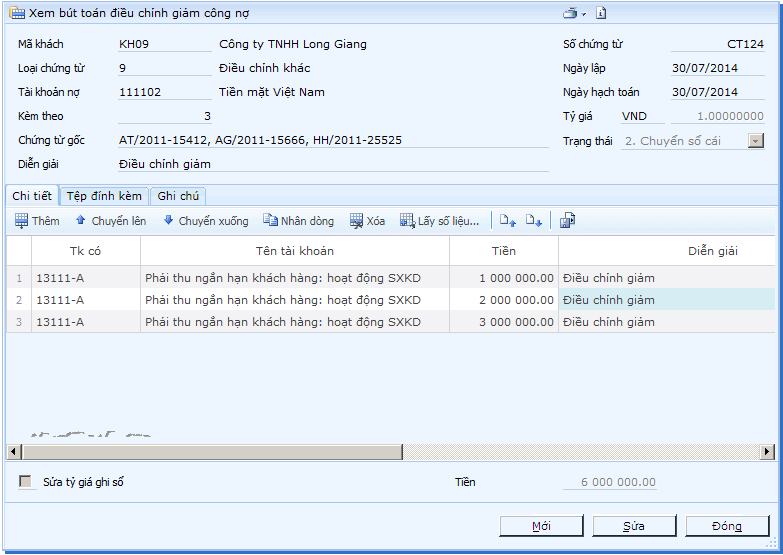 Xem bút toán điều chỉnh giảm công nợ
Mã khách KH09 Công ty TNHH Long Giang Số chứng từ CT124
Loại chứng từ 9 Điều chỉnh khác Ngày lập 30/07/2014
Tài khoản nợ 111102 Tiền mặt Việt Nam Ngày hạch toán 30/07/2014
Kèm theo 3 Tỷ giá VND 1.00000000
Chứng từ gốc AT/2011-15412, AG/2011-15666, HH/2011-25525 Trạng thái 2. Chuyển sổ cái
Diễn giải Điều chỉnh giảm
Chi tiết Tệp đính kèm Ghi chú
Thêm Chuyển lên Chuyển xuống Nhân dòng Xóa Lấy số liệu...
Tk có Tên tài khoản Tiền Diễn giải
1 13111-A Phải thu ngắn hạn khách hàng: hoạt động SXKD 1 000 000.00 Điều chỉnh giảm
2 13111-A Phải thu ngắn hạn khách hàng: hoạt động SXKD 2 000 000.00 Điều chỉnh giảm
3 13111-A Phải thu ngắn hạn khách hàng: hoạt động SXKD 3 000 000.00 Điều chỉnh giảm
Sửa tỷ giá ghi sổ Tiền 6 000 000.00
Mới Sửa Đóng